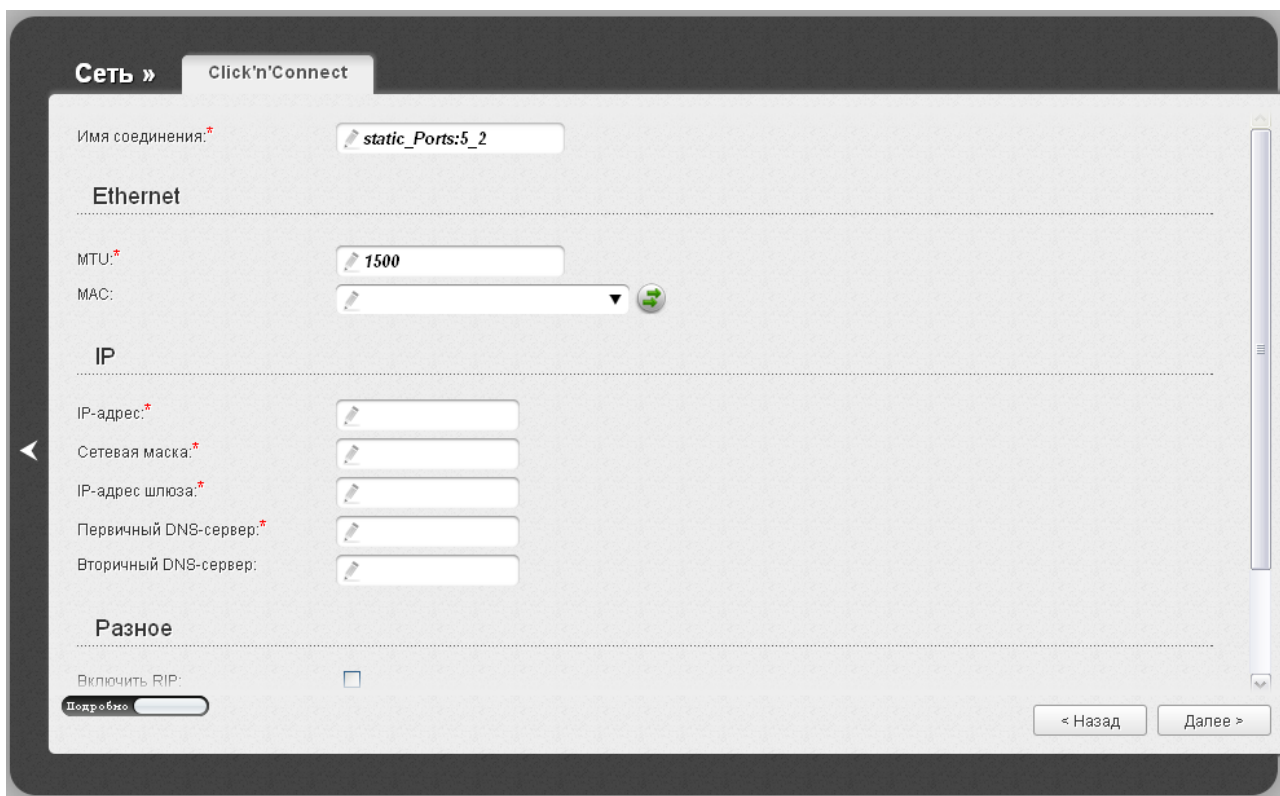 Сеть » Click'n'Connect
Имя соединения:* static_Ports:5_2
Ethernet
MTU:* 1500
MAC:
IP
IP-адрес:*
Сетевая маска:*
IP-адрес шлюза:*
Первичный DNS-сервер:*
Вторичный DNS-сервер:
Разное
Включить RIP:
Подробно
< Назад Далее >